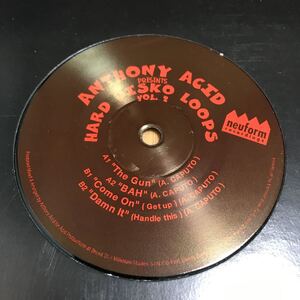 ANTHONY ACID
PRESENTS
HARD DISKO LOOPS
VOL. 2
neuform
recordings
A1 "The Gun" (A. CAPUTO)
A2 "BAH" (A. CAPUTO)
B1 "Come On" (Get up) (A. CAPUTO)
B2 "Damn It" (Handle this) (A. CAPUTO)